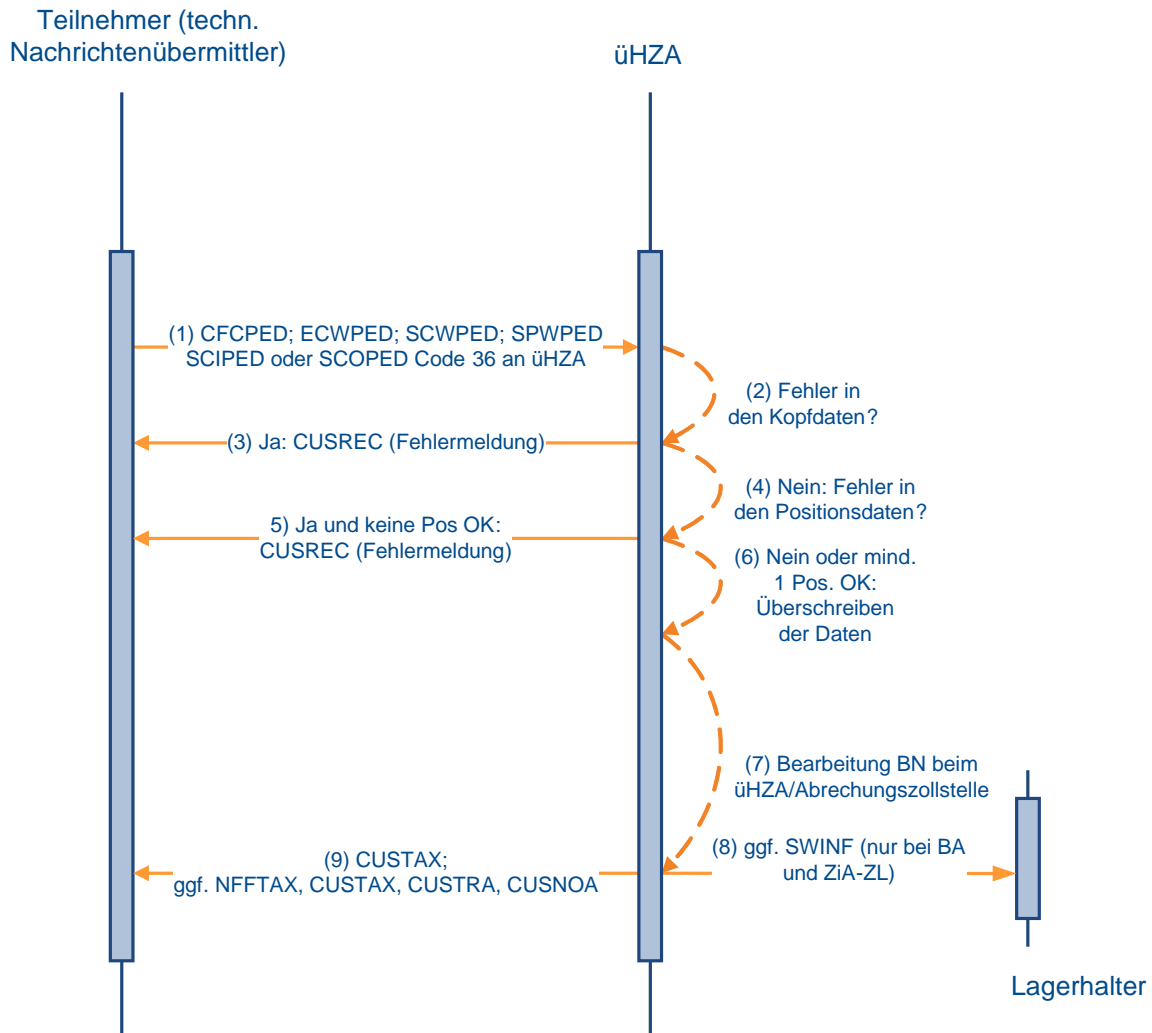 Teilnehmer (techn.
Nachrichtenübermittler)
üHZA
(1) CFCPED; ECWPED; SCWPED; SPWPED
SCIPED oder SCOPED Code 36 an üHZA
(2) Fehler in
den Kopfdaten?
(3) Ja: CUSREC (Fehlermeldung)
(4) Nein: Fehler in
den Positionsdaten?
5) Ja und keine Pos OK:
CUSREC (Fehlermeldung)
(6) Nein oder mind.
1 Pos. OK:
Überschreiben
der Daten
(7) Bearbeitung BN beim
üHZA/Abrechungszollstelle
(8) ggf. SWINF (nur bei BA
und ZiA-ZL)
(9) CUSTAX;
ggf. NFFTAX, CUSTAX, CUSTRA, CUSNOA
Lagerhalter